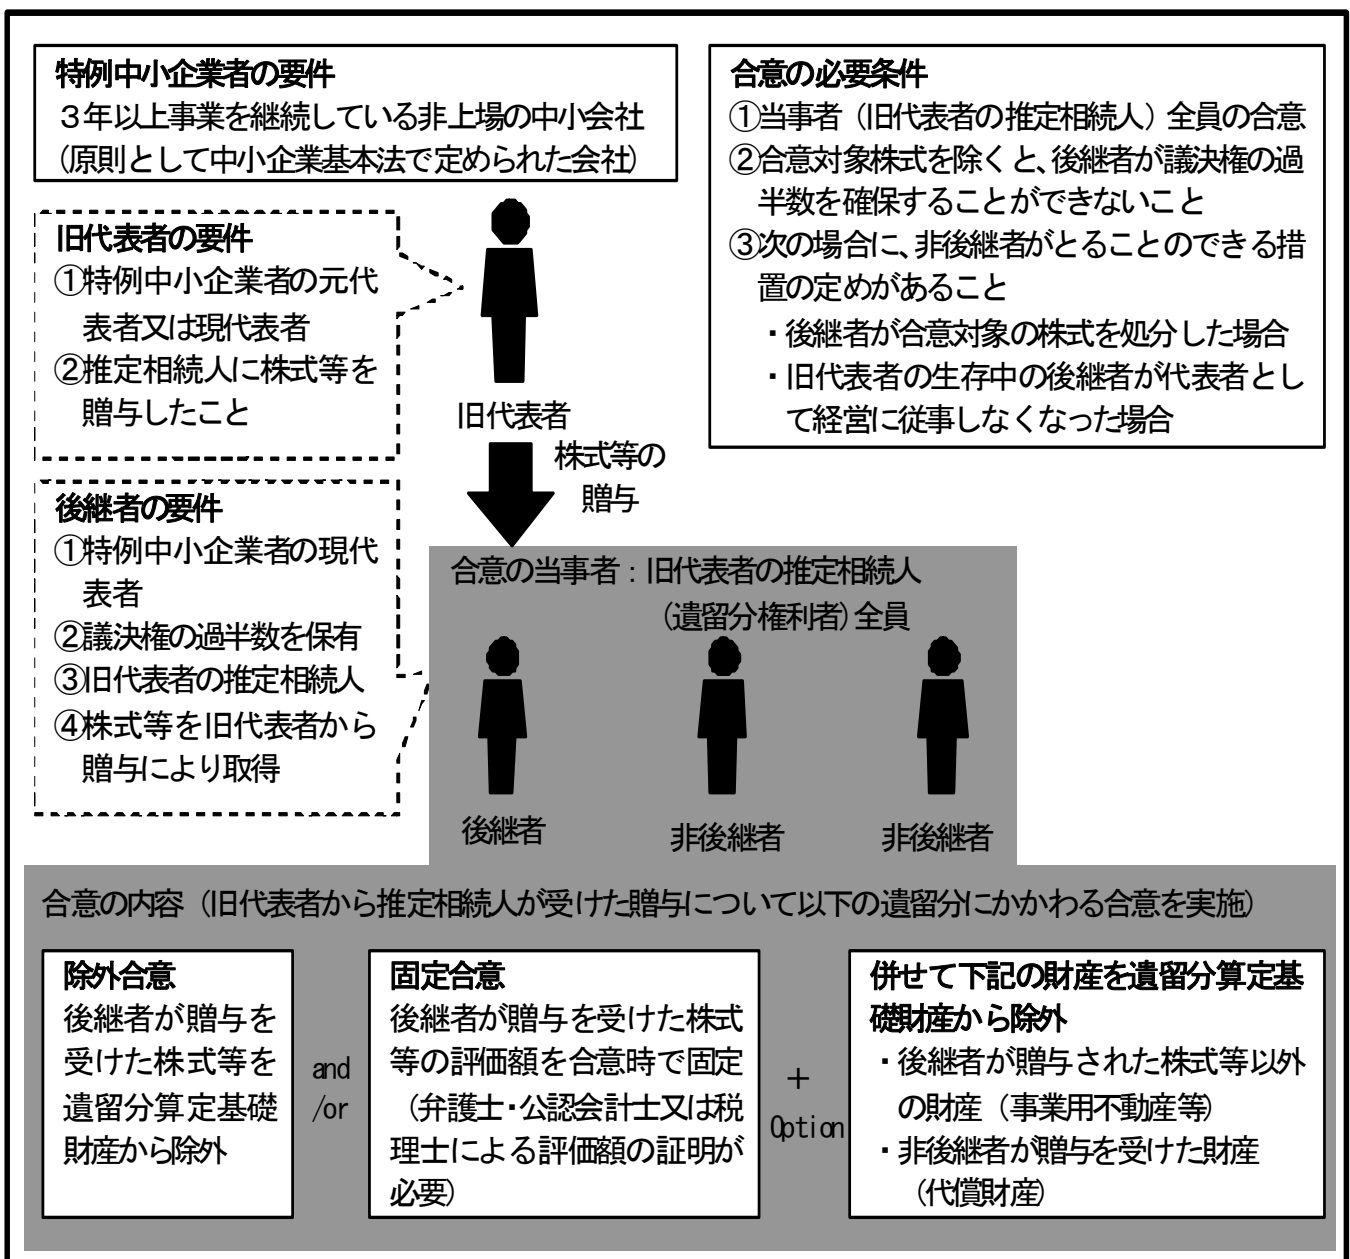 特例中小企業者の要件
３年以上事業を継続している非上場の中小会社
(原則として中小企業基本法で定められた会社)
合意の必要条件
①当事者（旧代表者の推定相続人）全員の合意
②合意対象株式を除くと、後継者が議決権の過
半数を確保することができないこと
③次の場合に、非後継者がとることのできる措
置の定めがあること
・後継者が合意対象の株式を処分した場合
・旧代表者の生存中の後継者が代表者とし
て経営に従事しなくなった場合
旧代表者の要件
①特例中小企業者の元代
表者又は現代表者
②推定相続人に株式等を
贈与したこと
旧代表者
株式等の
贈与
後継者の要件
①特例中小企業者の現代
表者
②議決権の過半数を保有
③旧代表者の推定相続人
④株式等を旧代表者から
贈与により取得
合意の当事者：旧代表者の推定相続人
(遺留分権利者)全員
後継者
非後継者
非後継者
合意の内容（旧代表者から推定相続人が受けた贈与について以下の遺留分にかかわる合意を実施)
除外合意
後継者が贈与を
受けた株式等を
遺留分算定基礎
財産から除外
and
/or
固定合意
後継者が贈与を受けた株式
等の評価額を合意時で固定
（弁護士・公認会計士又は税
理士による評価額の証明が
必要)
＋
Option
併せて下記の財産を遺留分算定基
礎財産から除外
・後継者が贈与された株式等以外
の財産（事業用不動産等）
・非後継者が贈与を受けた財産
（代償財産）